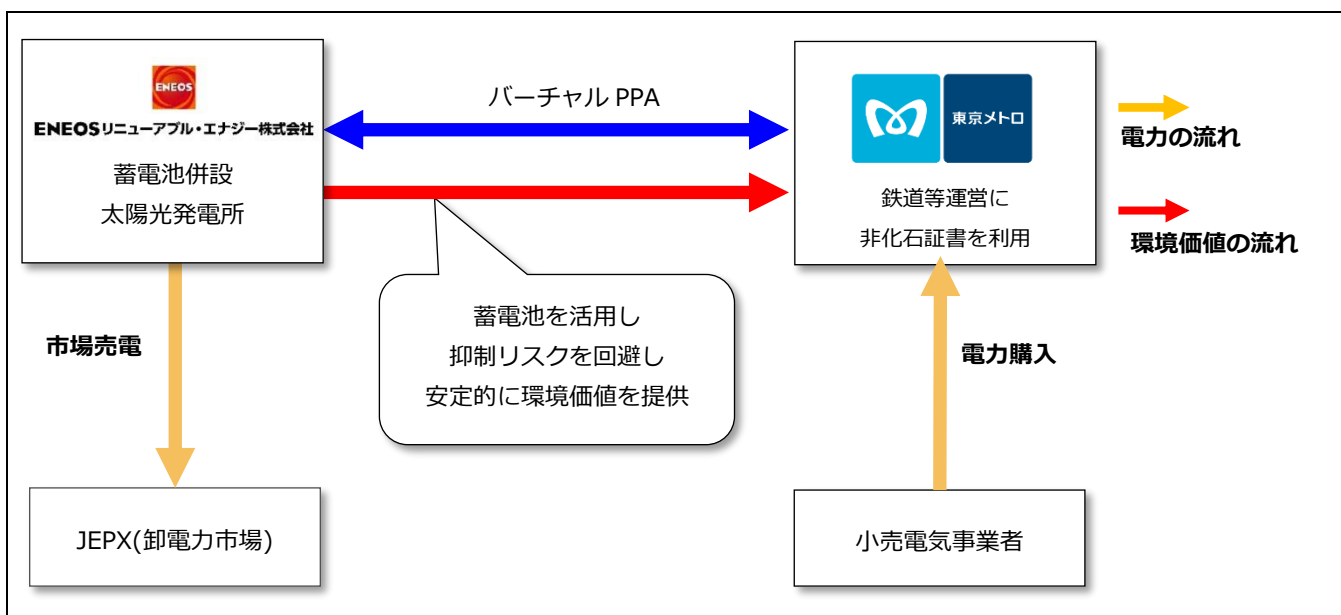 ENEOS
ENEOSリニューアブル・エナジー株式会社
蓄電池併設
太陽光発電所
バーチャル PPA
東京メトロ
鉄道等運営に
非化石証書を利用
電力の流れ
環境価値の流れ
蓄電池を活用し
抑制リスクを回避し
安定的に環境価値を提供
市場売電
電力購入
JEPX(卸電力市場)
小売電気事業者